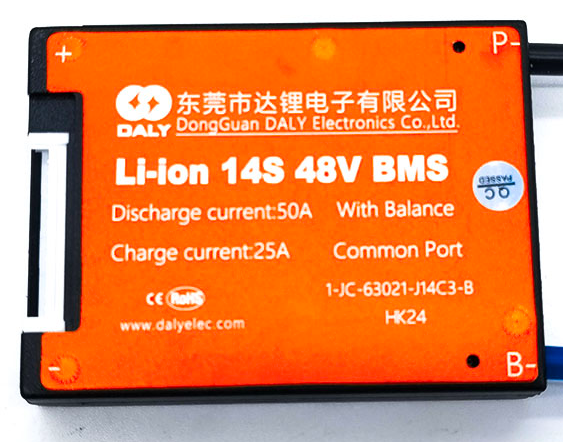 +
P-
DALY
东莞市达锂电子有限公司
DongGuan DALY Electronics Co.,Ltd.
Li-ion 14S 48V BMS
QC
PASSED
Discharge current:50A With Balance
Charge current:25A Common Port
1-JC-63021-J14C3-B
CE RoHS
HK24
www.dalyelec.com
-
B-